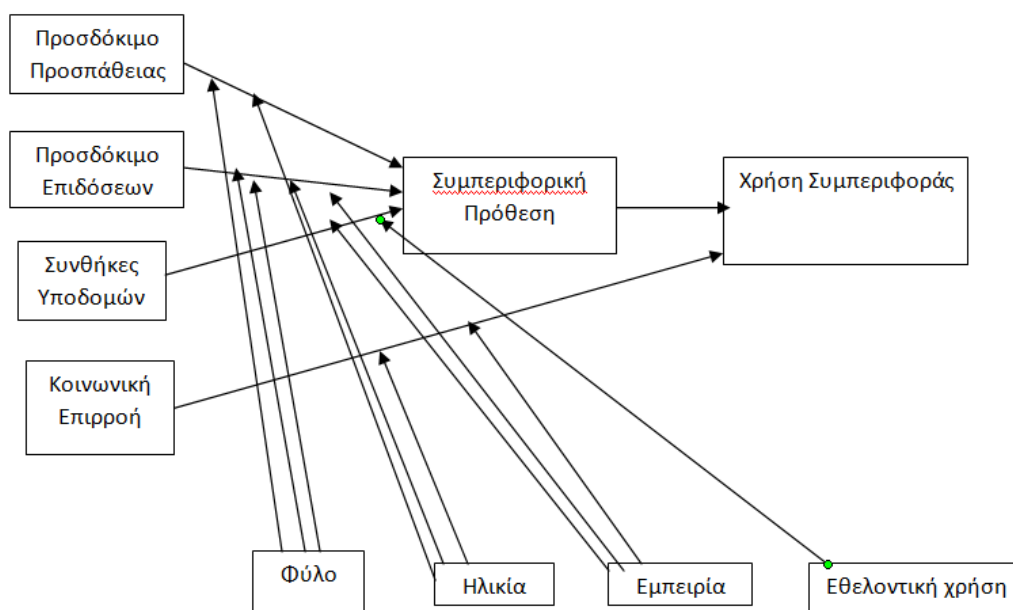 Προσδόκιμο
Προσπάθειας
Προσδόκιμο
Επιδόσεων
Συμπεριφορική
Πρόθεση
Χρήση Συμπεριφοράς
Συνθήκες
Υποδομών
Κοινωνική
Επιρροή
Φύλο
Ηλικία
Εμπειρία
Εθελοντική χρήση